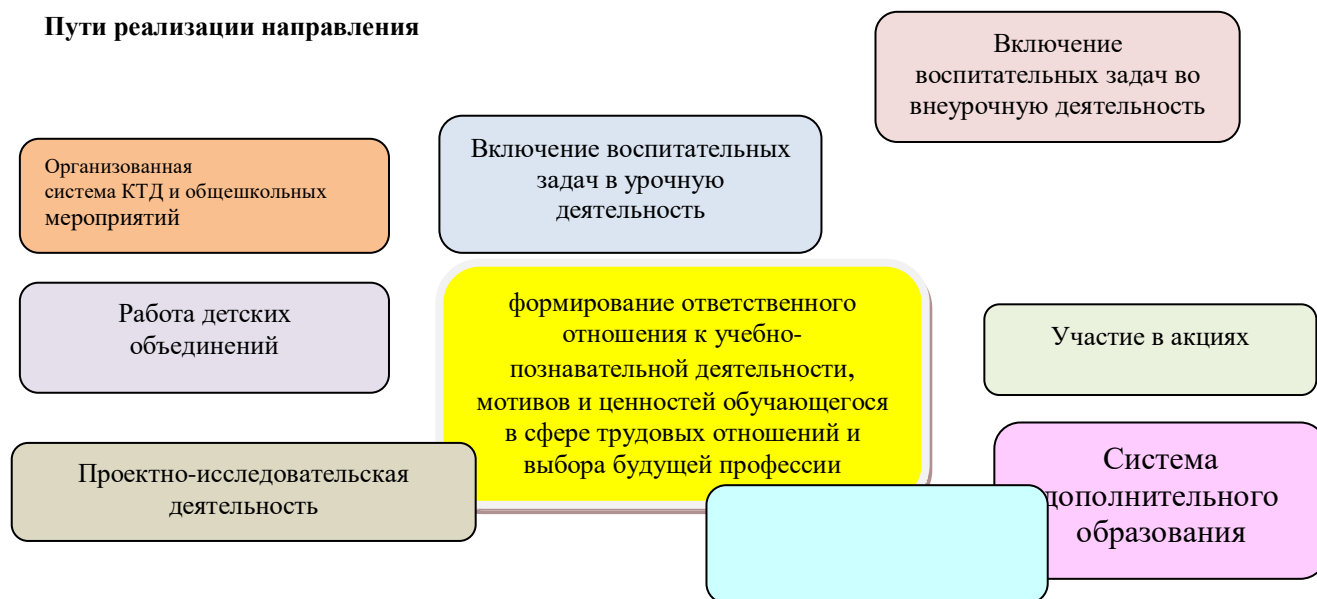 Пути реализации направления
Включение
воспитательных задач во
внеурочную деятельность
Организованная
система КТД и общешкольных
мероприятий
Включение воспитательных
задач в урочную
деятельность
Работа детских
объединений
формирование ответственного
отношения к учебно-
познавательной деятельности,
мотивов и ценностей обучающегося
в сфере трудовых отношений и
выбора будущей профессии
Участие в акциях
Проектно-исследовательская
деятельность
Система
дополнительного
образования